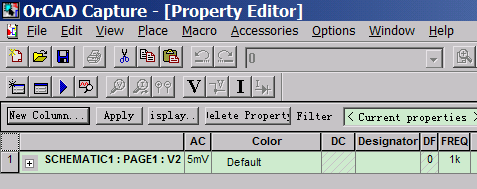 OrCAD Capture - [Property Editor]
File Edit View Place Macro Accessories Options Window Help
0
V I
New Column... Apply isplay.. elete Property Filter < Current properties >
AC Color DC Designator DF FREQ
1 SCHEMATIC1 : PAGE1 : V2 5mV Default 0 1k